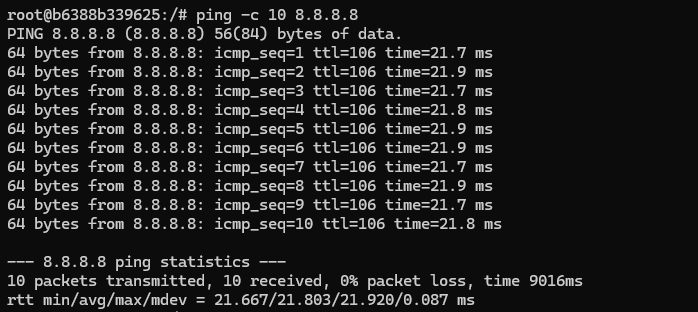 root@b6388b339625:/# ping -c 10 8.8.8.8
PING 8.8.8.8 (8.8.8.8) 56(84) bytes of data.
64 bytes from 8.8.8.8: icmp_seq=1 ttl=106 time=21.7 ms
64 bytes from 8.8.8.8: icmp_seq=2 ttl=106 time=21.9 ms
64 bytes from 8.8.8.8: icmp_seq=3 ttl=106 time=21.7 ms
64 bytes from 8.8.8.8: icmp_seq=4 ttl=106 time=21.8 ms
64 bytes from 8.8.8.8: icmp_seq=5 ttl=106 time=21.9 ms
64 bytes from 8.8.8.8: icmp_seq=6 ttl=106 time=21.9 ms
64 bytes from 8.8.8.8: icmp_seq=7 ttl=106 time=21.7 ms
64 bytes from 8.8.8.8: icmp_seq=8 ttl=106 time=21.9 ms
64 bytes from 8.8.8.8: icmp_seq=9 ttl=106 time=21.7 ms
64 bytes from 8.8.8.8: icmp_seq=10 ttl=106 time=21.8 ms
--- 8.8.8.8 ping statistics ---
10 packets transmitted, 10 received, 0% packet loss, time 9016ms
rtt min/avg/max/mdev = 21.667/21.803/21.920/0.087 ms